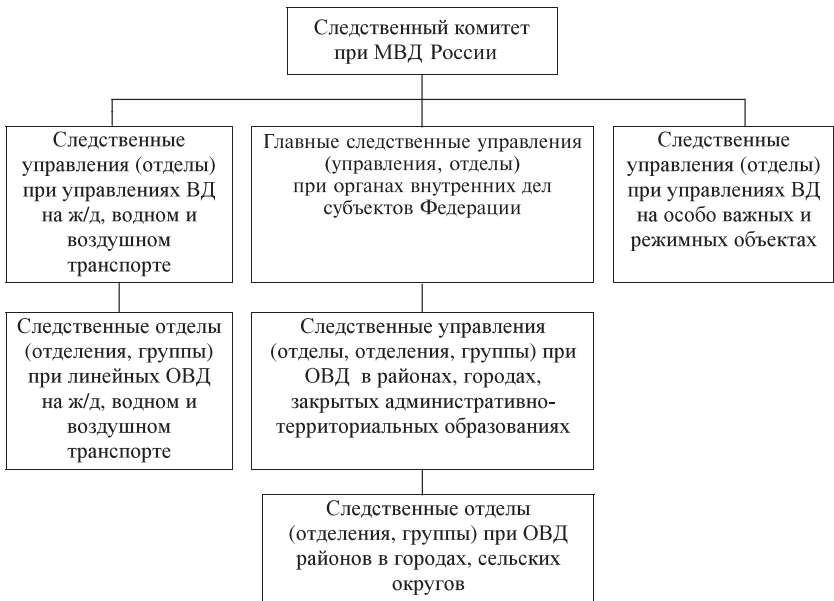 Следственный комитет
при МВД России
Следственные
управления (отделы)
при управлениях ВД
на ж/д, водном и
воздушном
транспорте
Главные следственные управления
(управления, отделы)
при органах внутренних дел
субъектов Федерации
Следственные
управления (отделы)
при управлениях ВД
на особо важных и
режимных объектах
Следственные отделы
(отделения, группы)
при линейных ОВД
на ж/д, водном и
воздушном
транспорте
Следственные управления
(отделы, отделения, группы) при
ОВД в районах, городах,
закрытых административно-
территориальных образованиях
Следственные отделы
(отделения, группы) при ОВД
районов в городах, сельских
округов